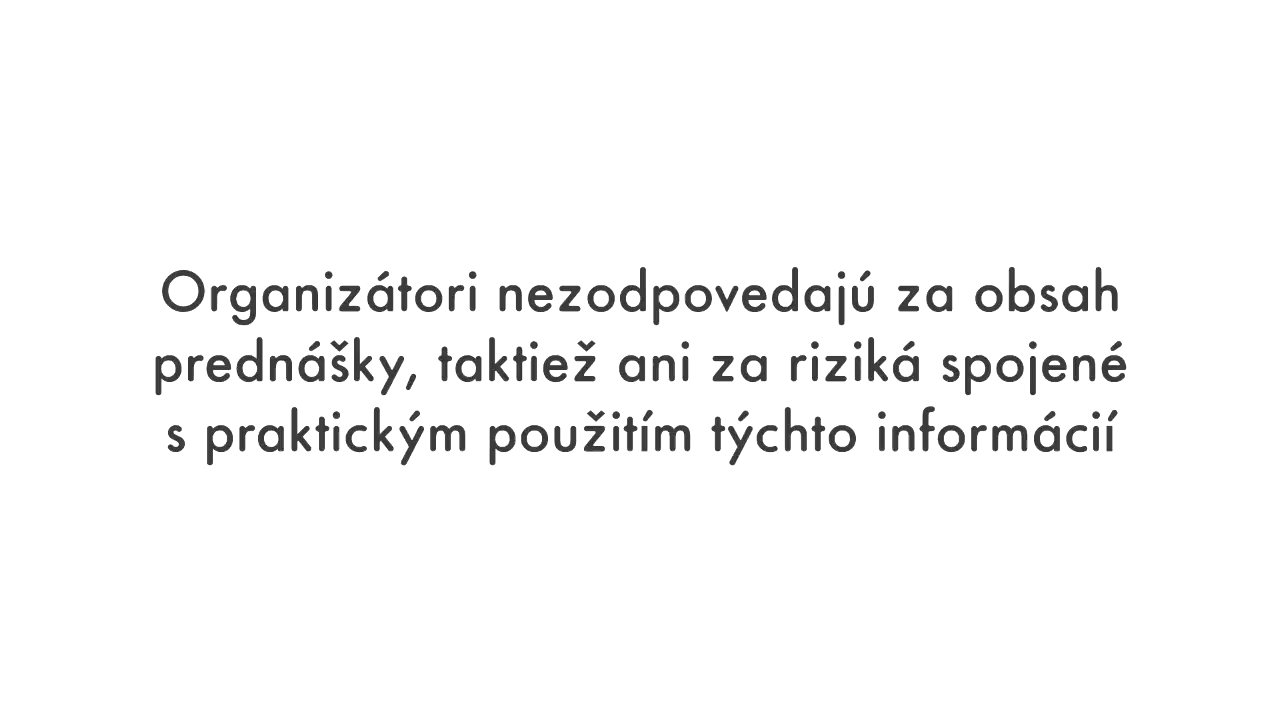 Organizátori nezodpovedajú za obsah
prednášky, taktiež ani za riziká spojené
s praktickým použitím týchto informácií